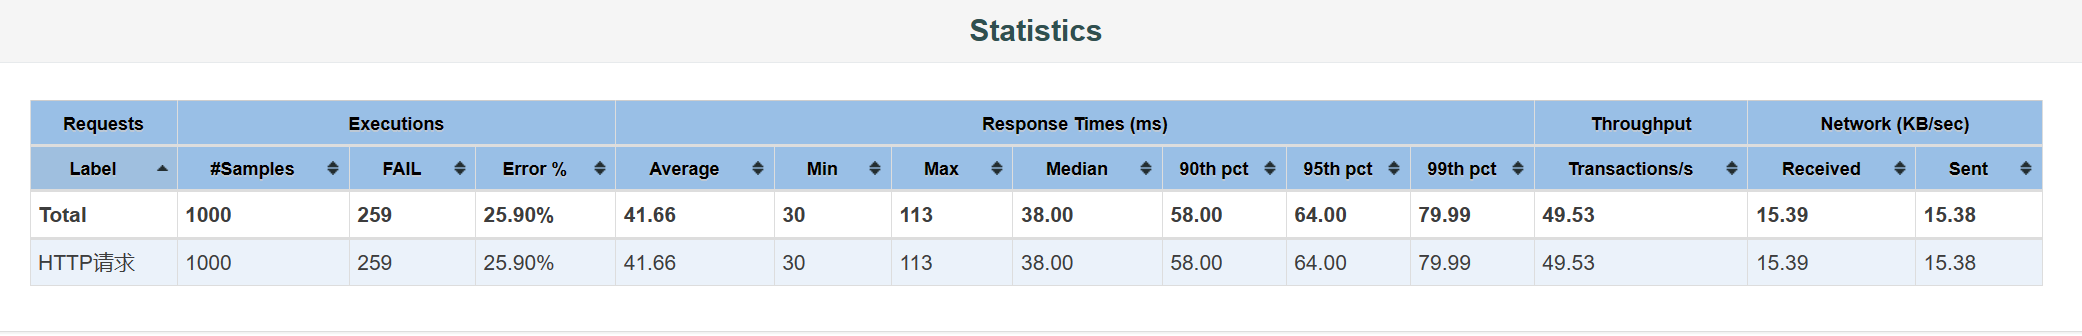 Statistics
Requests Executions Response Times (ms) Throughput Network (KB/sec)
Label #Samples FAIL Error % Average Min Max Median 90th pct 95th pct 99th pct Transactions/s Received Sent
Total 1000 259 25.90% 41.66 30 113 38.00 58.00 64.00 79.99 49.53 15.39 15.38
HTTP请求 1000 259 25.90% 41.66 30 113 38.00 58.00 64.00 79.99 49.53 15.39 15.38